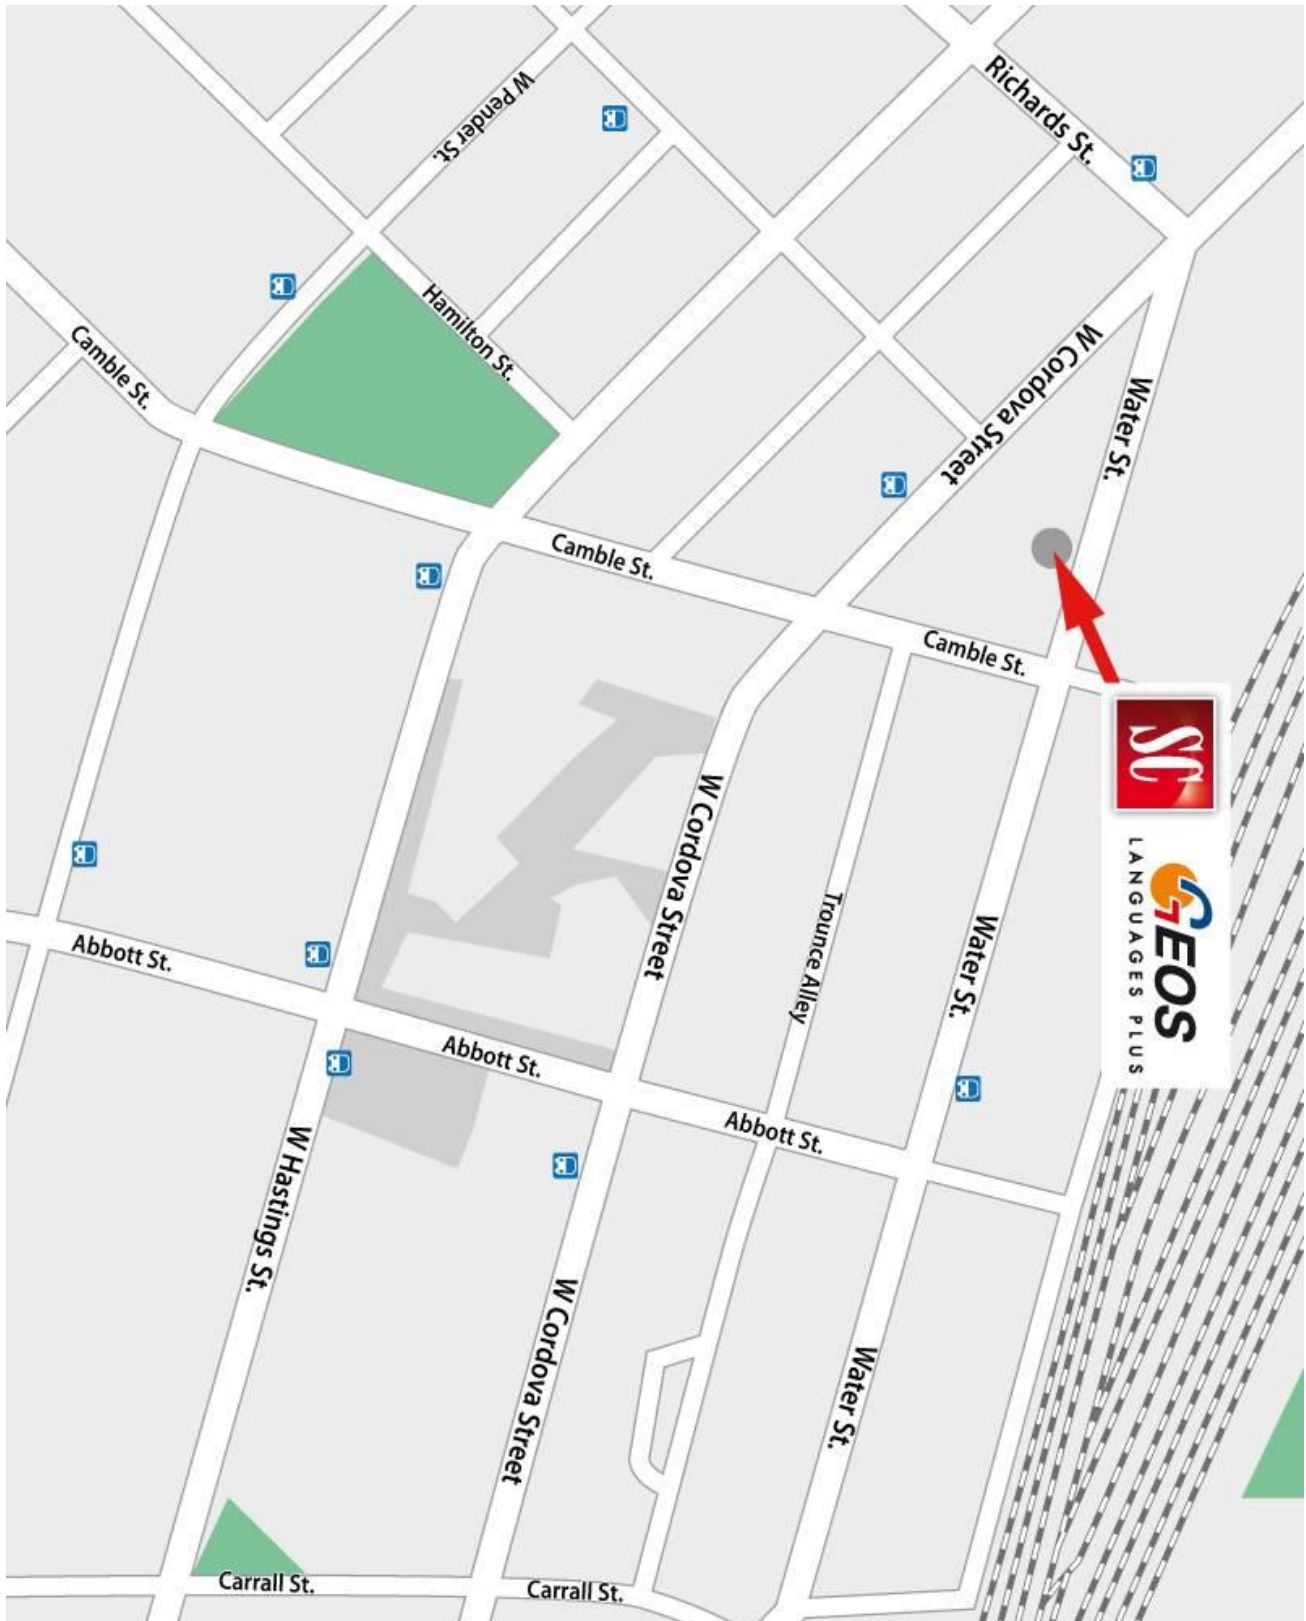 Richards St.
W Pender St.
Hamilton St.
Camble St.
W Cordova Street
Water St.
Camble St.
Camble St.
SC
GEOS
LANGUAGES PLUS
W Cordova Street
Trounce Alley
Water St.
Abbott St.
Abbott St.
Abbott St.
W Hastings St.
W Cordova Street
Water St.
Carrall St.
Carrall St.